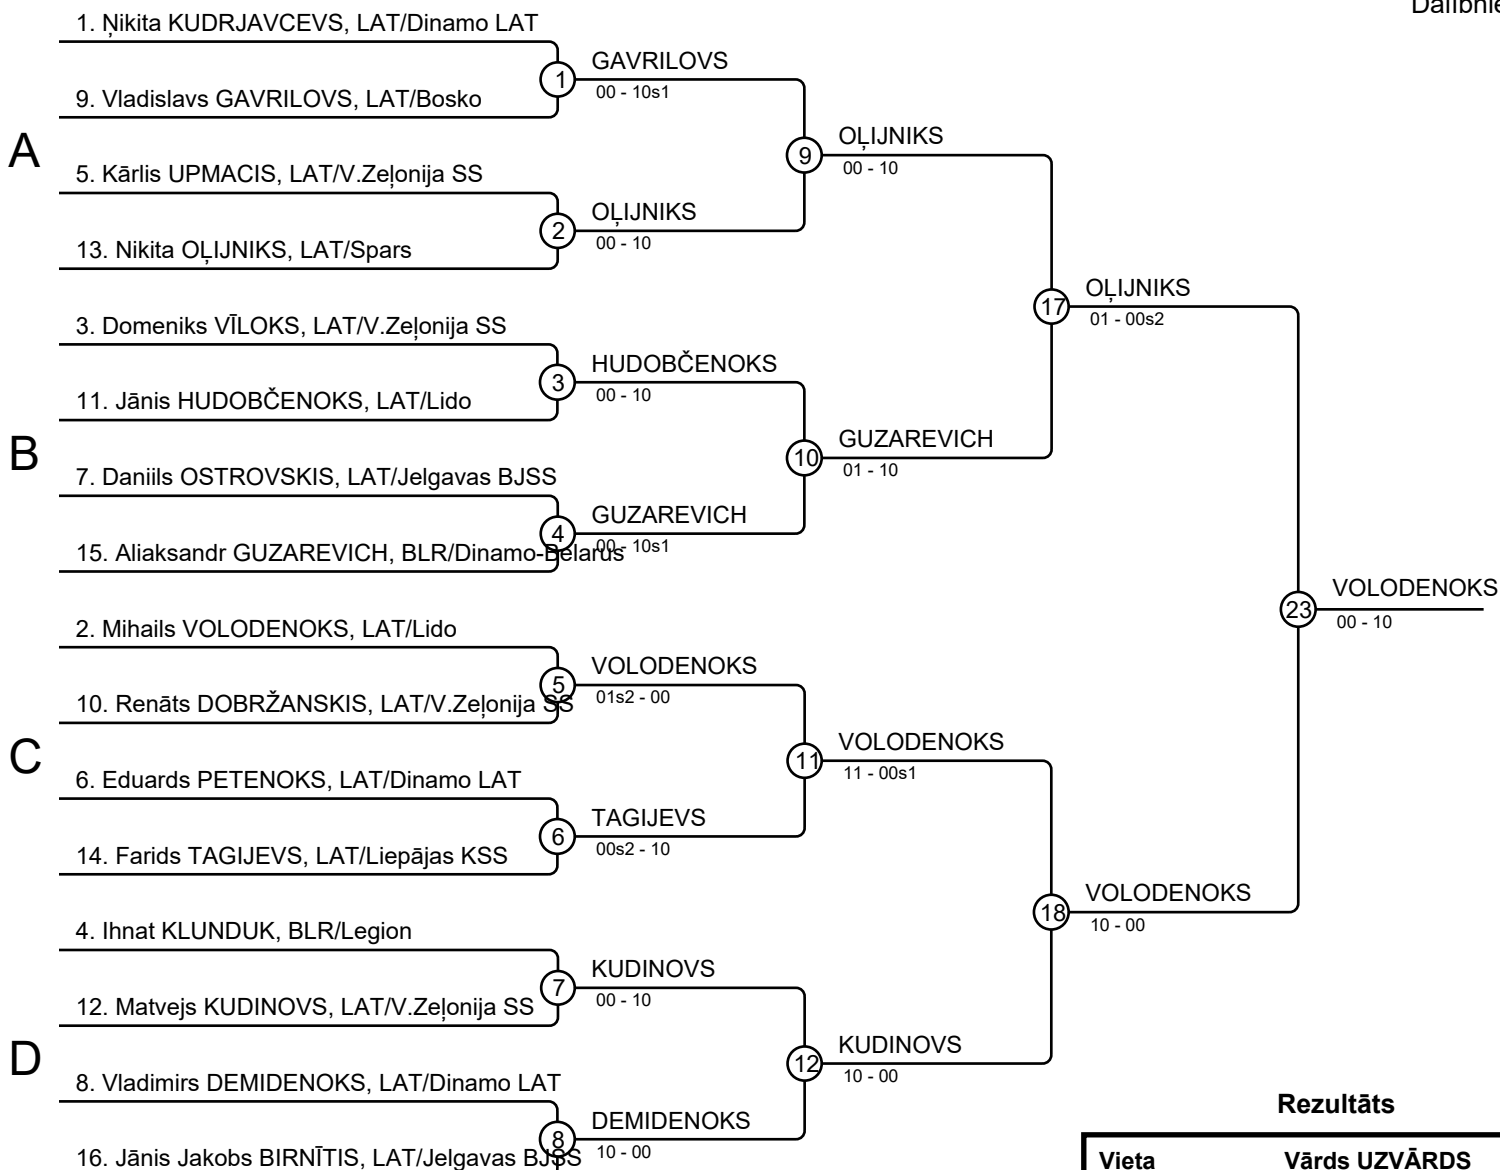 Dalībnie
1. Ņikita KUDRJAVCEVS, LAT/Dinamo LAT
9. Vladislavs GAVRILOVS, LAT/Bosko
1
GAVRILOVS
00 - 10s1
A
5. Kārlis UPMACIS, LAT/V.Zeļonija SS
13. Nikita OĻIJNIKS, LAT/Spars
2
OĻIJNIKS
00 - 10
9
OĻIJNIKS
00 - 10
3. Domeniks VĪLOKS, LAT/V.Zeļonija SS
11. Jānis HUDOBČENOKS, LAT/Lido
3
HUDOBČENOKS
00 - 10
B
7. Daniils OSTROVSKIS, LAT/Jelgavas BJSS
15. Aliaksandr GUZAREVICH, BLR/Dinamo-Belarus
4
GUZAREVICH
00 - 10s1
10
GUZAREVICH
01 - 10
17
OĻIJNIKS
01 - 00s2
2. Mihails VOLODENOKS, LAT/Lido
10. Renāts DOBRŽANSKIS, LAT/V.Zeļonija SS
5
VOLODENOKS
01s2 - 00
C
6. Eduards PETENOKS, LAT/Dinamo LAT
14. Farids TAGIJEVS, LAT/Liepājas KSS
6
TAGIJEVS
00s2 - 10
11
VOLODENOKS
11 - 00s1
4. Ihnat KLUNDUK, BLR/Legion
12. Matvejs KUDINOVS, LAT/V.Zeļonija SS
7
KUDINOVS
00 - 10
D
8. Vladimirs DEMIDENOKS, LAT/Dinamo LAT
16. Jānis Jakobs BIRNĪTIS, LAT/Jelgavas BJSS
8
DEMIDENOKS
10 - 00
12
KUDINOVS
10 - 00
18
VOLODENOKS
10 - 00
23
VOLODENOKS
00 - 10
Rezultāts
Vieta Vārds UZVĀRDS